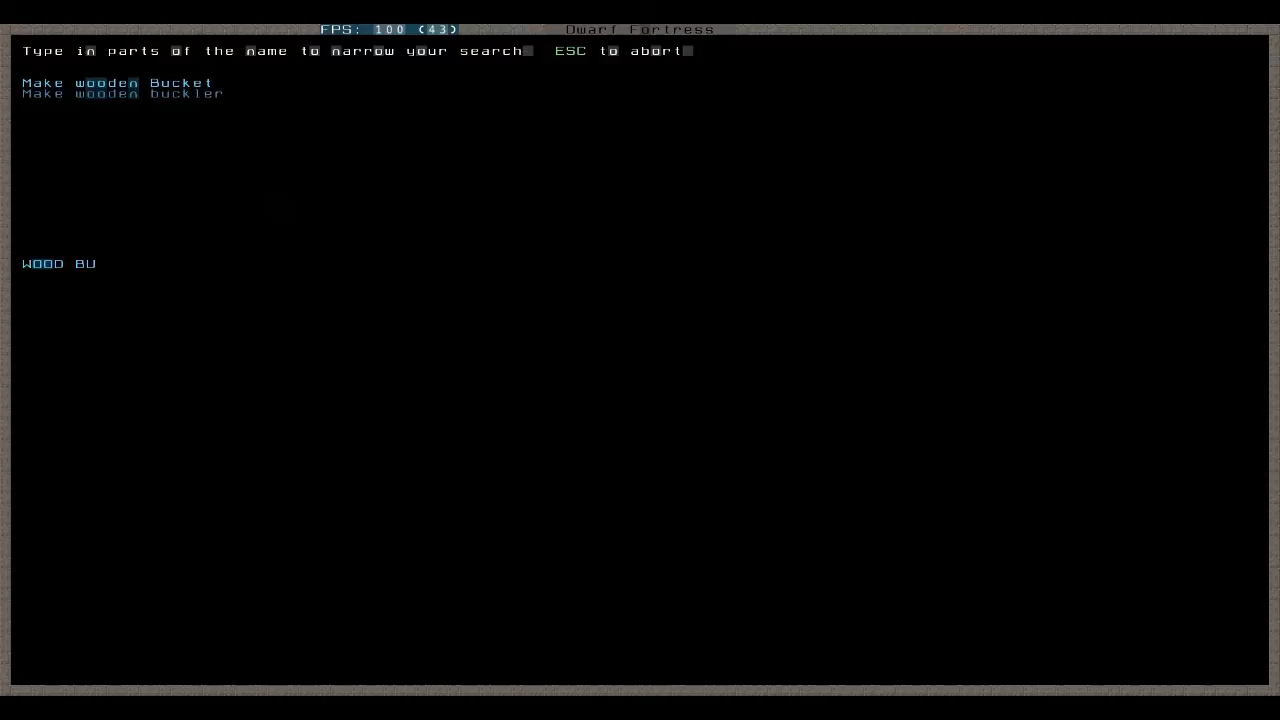 FPS: 100 (43) Dwarf Fortress
Type in parts of the name to narrow your search. ESC to abort.
Make wooden Bucket
Make wooden buckler
WOOD BU